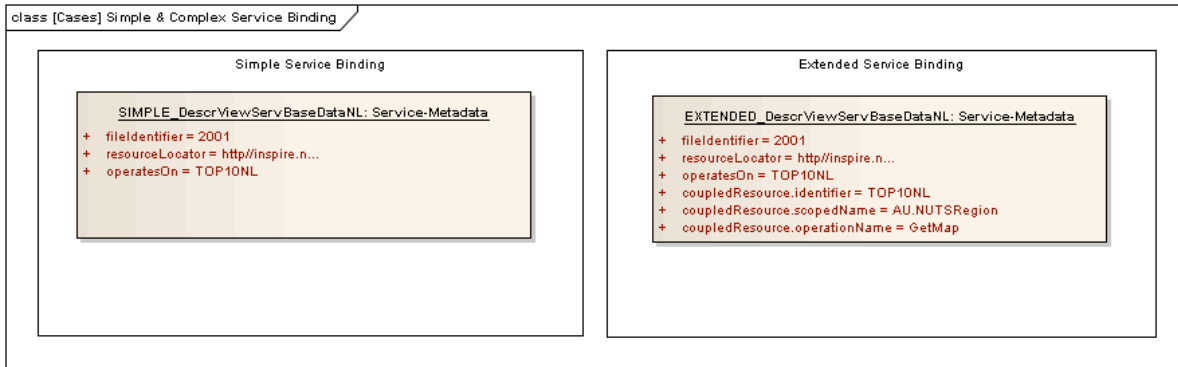 class [Cases] Simple & Complex Service Binding
Simple Service Binding
SIMPLE_DescrViewServBaseDataNL: Service-Metadata
+ fileIdentifier = 2001
+ resourceLocator = http//inspire.n...
+ operatesOn = TOP10NL
Extended Service Binding
EXTENDED_DescrViewServBaseDataNL: Service-Metadata
+ fileIdentifier = 2001
+ resourceLocator = http//inspire.n...
+ operatesOn = TOP10NL
+ coupledResource.identifier = TOP10NL
+ coupledResource.scopedName = AU.NUTSRegion
+ coupledResource.operationName = GetMap